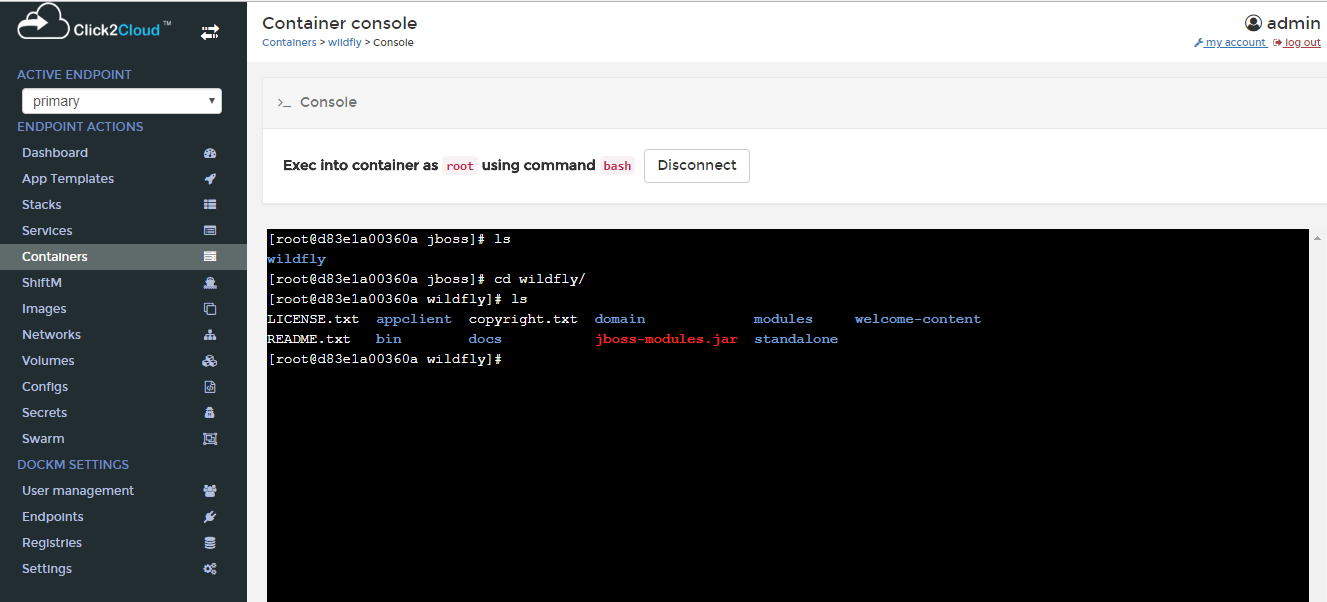 Click2Cloud™
ACTIVE ENDPOINT
primary
ENDPOINT ACTIONS
Dashboard
App Templates
Stacks
Services
Containers
ShiftM
Images
Networks
Volumes
Configs
Secrets
Swarm
DOCKM SETTINGS
User management
Endpoints
Registries
Settings
Container console
Containers > wildfly > Console
admin
my account log out
>_ Console
Exec into container as root using command bash Disconnect
[root@d83e1a00360a jboss]# ls
wildfly
[root@d83e1a00360a jboss]# cd wildfly/
[root@d83e1a00360a wildfly]# ls
LICENSE.txt appclient copyright.txt domain modules welcome-content
README.txt bin docs jboss-modules.jar standalone
[root@d83e1a00360a wildfly]#